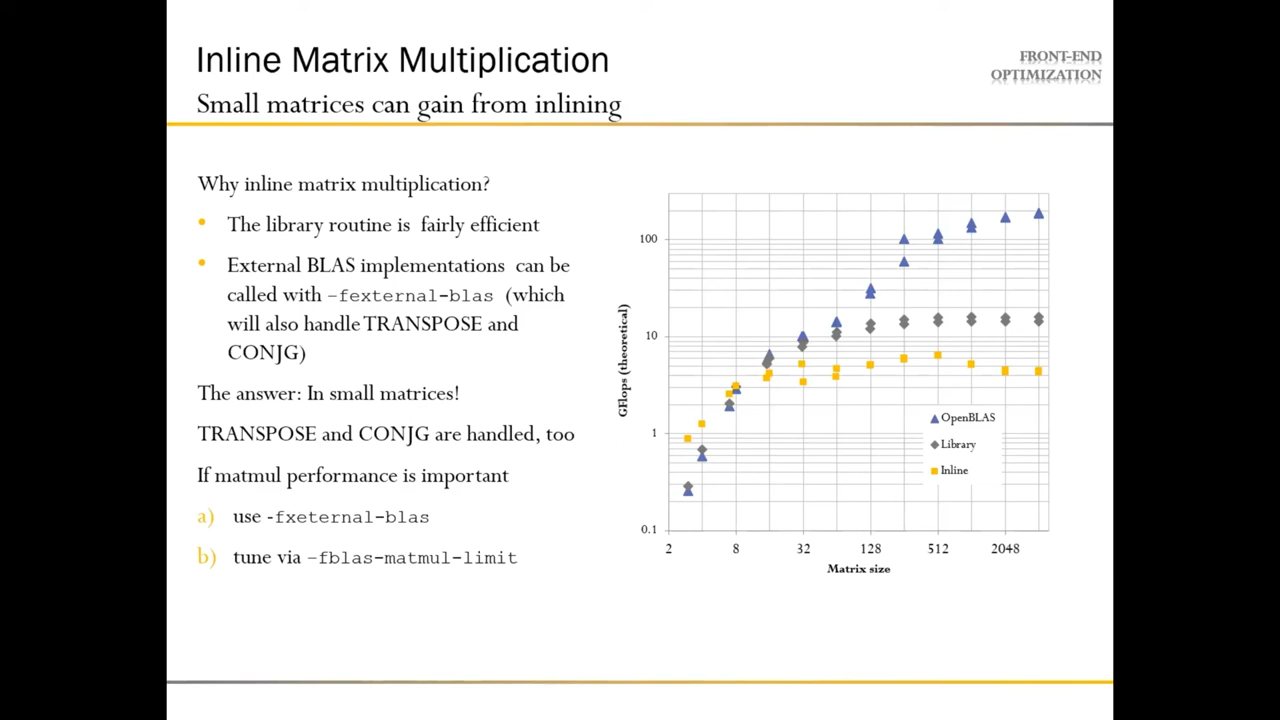 Inline Matrix Multiplication
FRONT-END
OPTIMIZATION
Small matrices can gain from inlining
Why inline matrix multiplication?
• The library routine is fairly efficient
• External BLAS implementations can be
called with –fexternal-blas (which
will also handle TRANSPOSE and
CONJG)
The answer: In small matrices!
TRANSPOSE and CONJG are handled, too
If matmul performance is important
a) use -fxeternal-blas
b) tune via –fblas-matmul-limit
GFlops (theoretical)
100
10
1
0.1
2 8 32 128 512 2048
Matrix size
OpenBLAS
Library
Inline